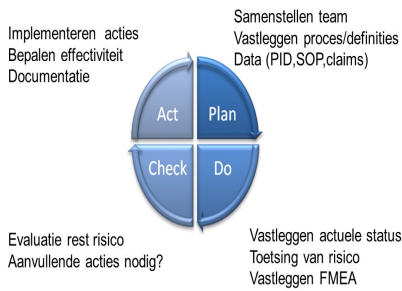 Implementeren acties
Bepalen effectiviteit
Documentatie
Samenstellen team
Vastleggen proces/definities
Data (PID,SOP,claims)
Act
Plan
Check
Do
Evaluatie rest risico
Aanvullende acties nodig?
Vastleggen actuele status
Toetsing van risico
Vastleggen FMEA